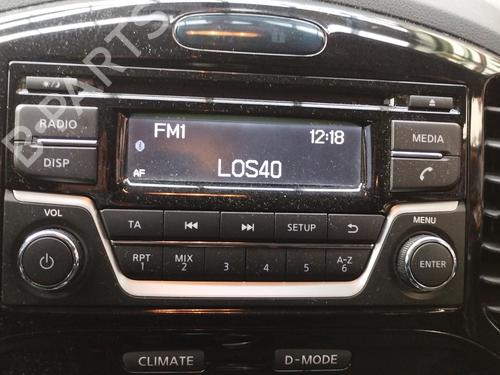 RADIO
DISP
FM1
12:18
AF
LOS40
MEDIA
VOL
TA
SETUP
MENU
RPT
1
MIX
2
3
4
5
A-Z
6
ENTER
CLIMATE
D-MODE
B-PARTS